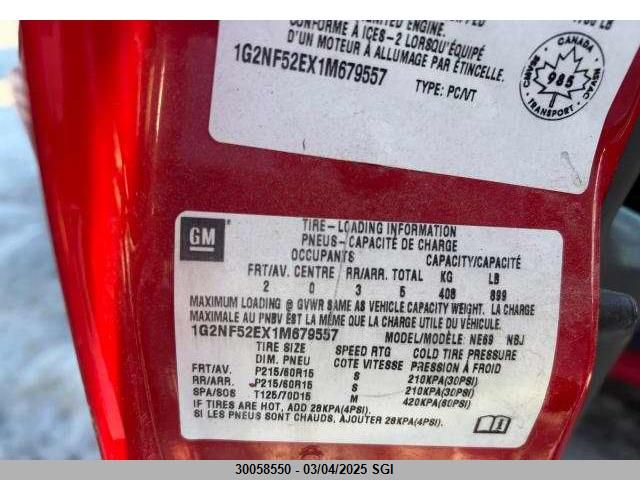 CONFORME À ICES-2 LORSQU'ÉQUIPÉ
D'UN MOTEUR À ALLUMAGE PAR ÉTINCELLE.
1G2NF52EX1M679557
TYPE: PC/VT
CANADA
985
TRANSPORT
GM
TIRE-LOADING INFORMATION
PNEUS-CAPACITÉ DE CHARGE
OCCUPANTS CAPACITY/CAPACITÉ
FRT/AV. CENTRE RR/ARR. TOTAL KG LB
2 0 3 5 408 899
MAXIMUM LOADING @ GVWR SAME AS VEHICLE CAPACITY WEIGHT. LA CHARGE
MAXIMALE AU PNBV EST LA MÊME QUE LA CHARGE UTILE DU VÉHICULE.
1G2NF52EX1M679557 MODEL/MODÈLE: NE69 NBJ
TIRE SIZE SPEED RTG COLD TIRE PRESSURE
DIM. PNEU COTE VITESSE PRESSION À FROID
FRT/AV. P215/60R15 S 210KPA(30PSI)
RR/ARR. P215/60R15 S 210KPA(30PSI)
SPA/SOS T125/70D15 M 420KPA(60PSI)
IF TIRES ARE HOT, ADD 28KPA(4PSI).
SI LES PNEUS SONT CHAUDS, AJOUTER 28KPA(4PSI).
30058550 - 03/04/2025 SGI